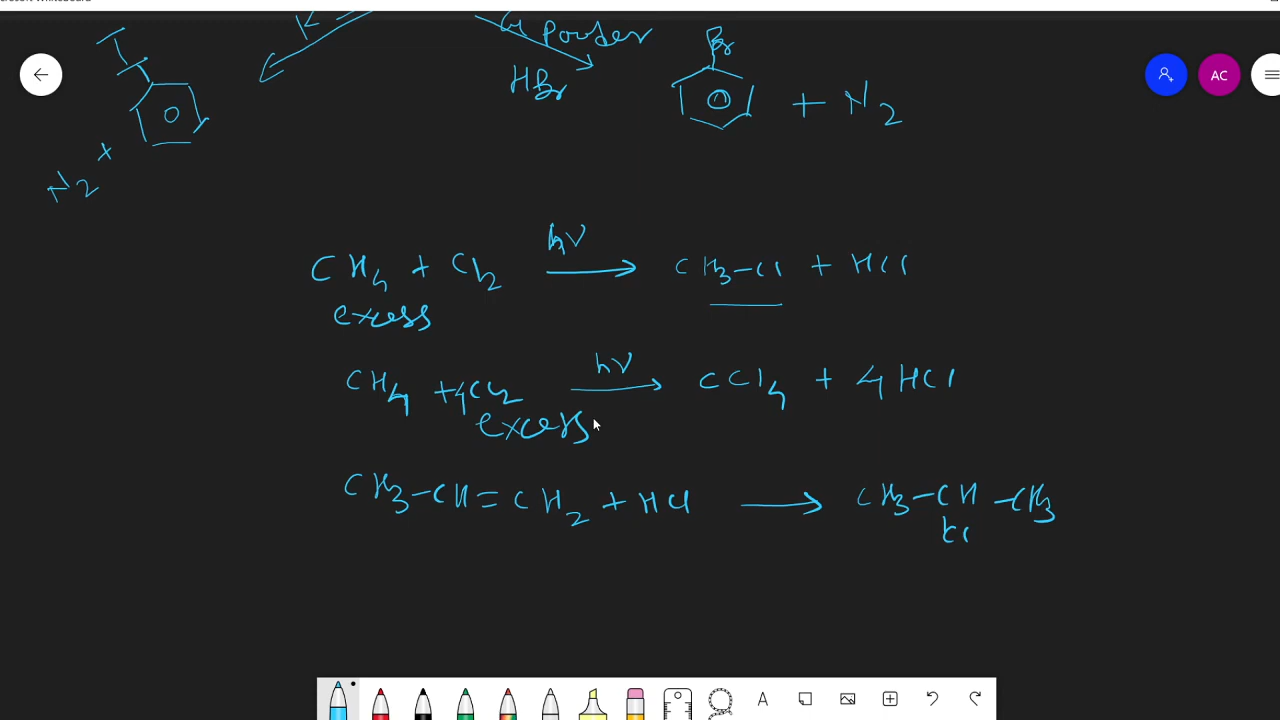 Cu Powder
HBr
Br
+ N2
I
+
N2
CH4 + Cl2 hν → CH3-Cl + HCl
excess
CH4 + 4Cl2 hν → CCl4 + 4HCl
excess
CH3-CH=CH2 + HCl → CH3-CH-CH3
Cl
AC
A